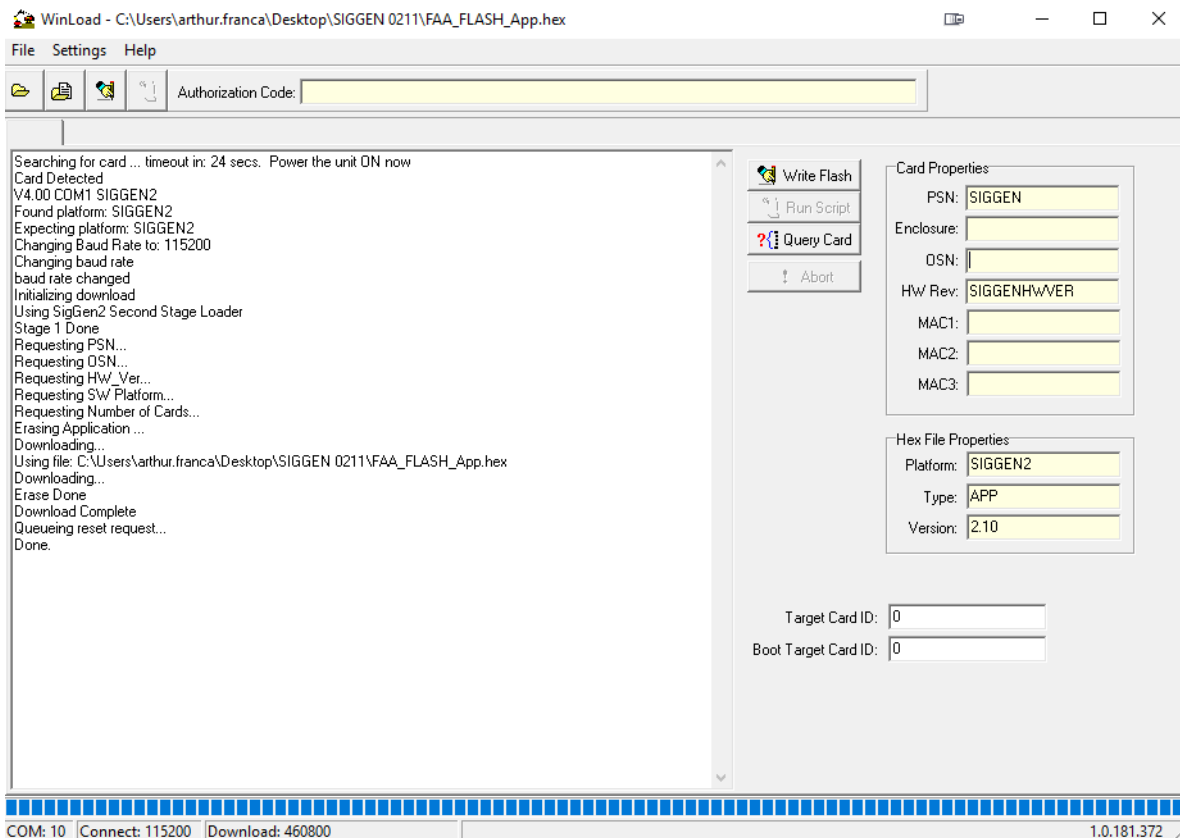 WinLoad - C:\Users\arthur.franca\Desktop\SIGGEN 0211\FAA_FLASH_App.hex
File Settings Help
Authorization Code:
Searching for card ... timeout in: 24 secs. Power the unit ON now
Card Detected
V4.00 COM1 SIGGEN2
Found platform: SIGGEN2
Expecting platform: SIGGEN2
Changing Baud Rate to: 115200
Changing baud rate
baud rate changed
Initializing download
Using SigGen2 Second Stage Loader
Stage 1 Done
Requesting PSN...
Requesting OSN...
Requesting HW_Ver...
Requesting SW Platform...
Requesting Number of Cards...
Erasing Application ...
Downloading...
Using file: C:\Users\arthur.franca\Desktop\SIGGEN 0211\FAA_FLASH_App.hex
Downloading...
Erase Done
Download Complete
Queueing reset request...
Done.
Write Flash
Run Script
?{ Query Card
! Abort
Card Properties
PSN: SIGGEN
Enclosure:
OSN:
HW Rev: SIGGENHWVER
MAC1:
MAC2:
MAC3:
Hex File Properties
Platform: SIGGEN2
Type: APP
Version: 2.10
Target Card ID: 0
Boot Target Card ID: 0
COM: 10 Connect: 115200 Download: 460800 1.0.181.372